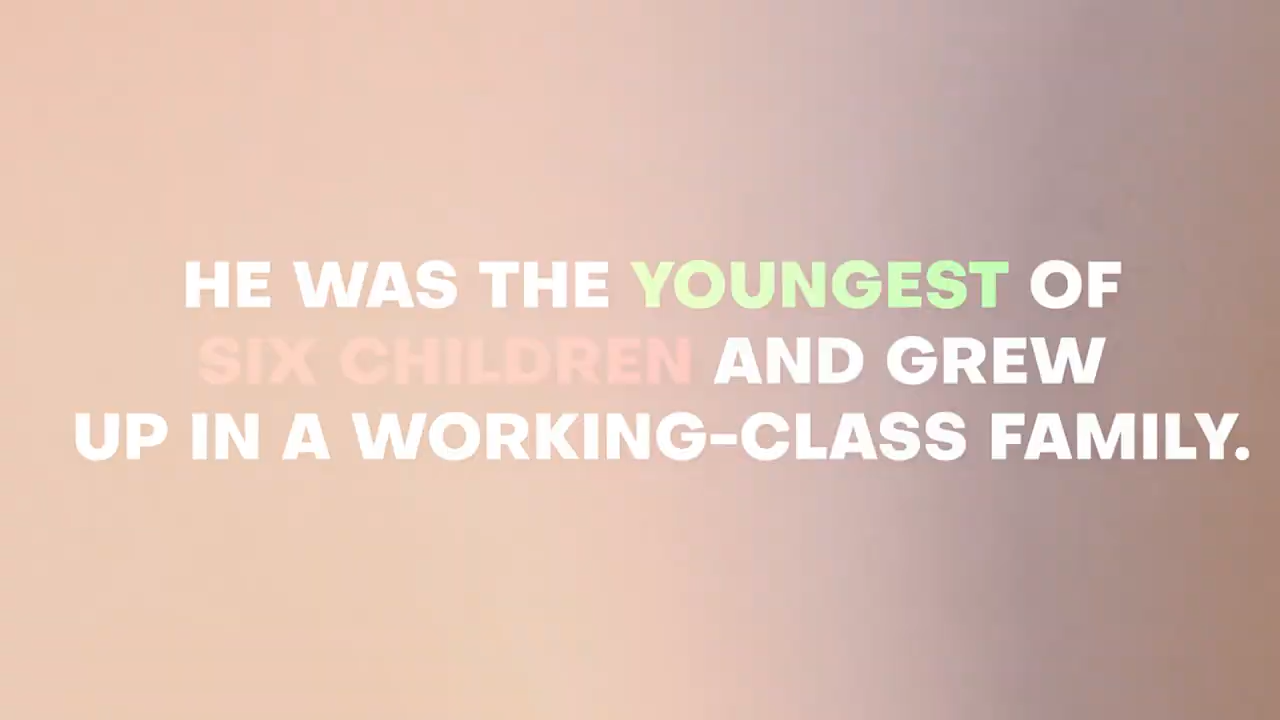 HE WAS THE YOUNGEST OF
SIX CHILDREN AND GREW
UP IN A WORKING-CLASS FAMILY.